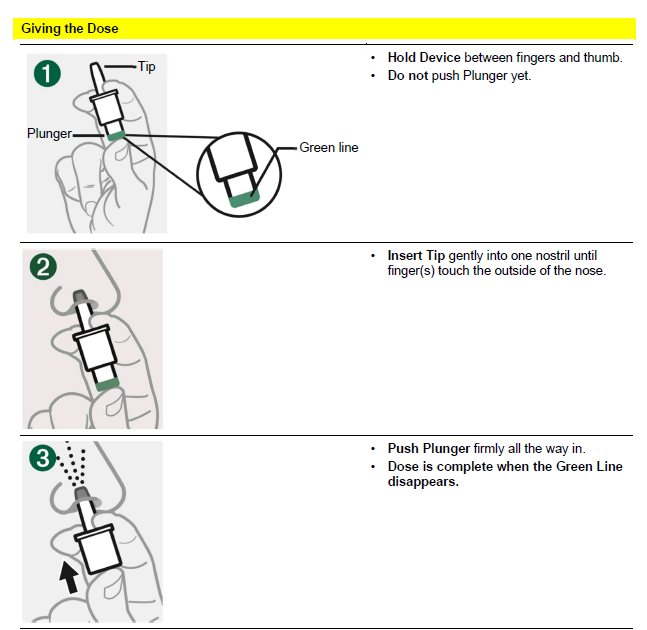 Giving the Dose
1
Tip
Plunger
Green line
• Hold Device between fingers and thumb.
• Do not push Plunger yet.
2
• Insert Tip gently into one nostril until
finger(s) touch the outside of the nose.
3
• Push Plunger firmly all the way in.
• Dose is complete when the Green Line
disappears.